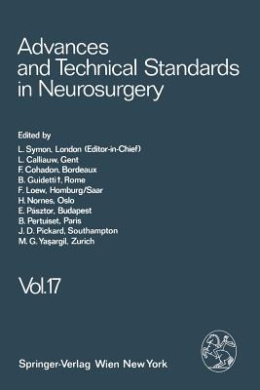 Advances
and Technical Standards
in Neurosurgery
Edited by
L. Symon, London (Editor-in-Chief)
L. Calliauw, Gent
F. Cohadon, Bordeaux
B. Guidetti †, Rome
F. Loew, Homburg/Saar
H. Nornes, Oslo
E. Pásztor, Budapest
B. Pertuiset, Paris
J. D. Pickard, Southampton
M. G. Yaşargil, Zurich
Vol. 17
Springer-Verlag Wien New York